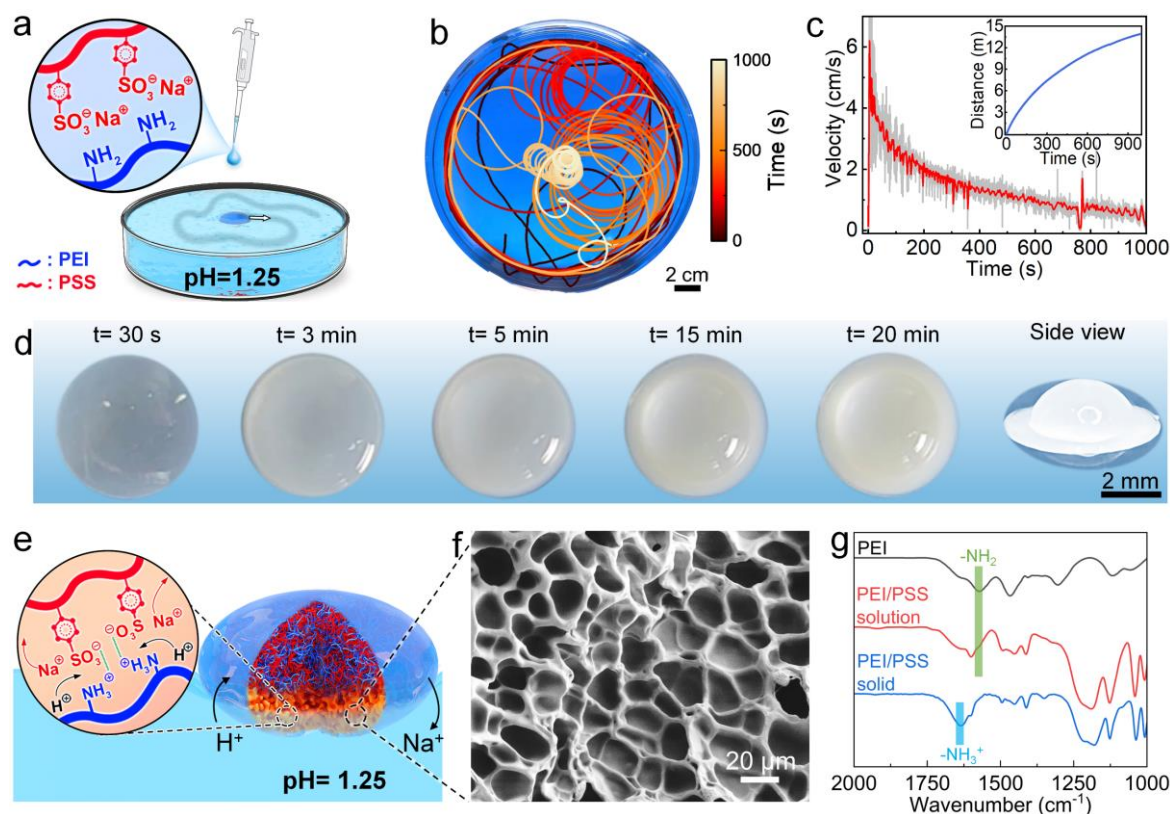 a
SO₃⊖Na⊕
SO₃⊖Na⊕
NH₂
NH₂
: PEI
: PSS
pH=1.25
b
1000
500
0
Time (s)
2 cm
c
Velocity (cm/s)
6
4
2
0
0 200 400 600 800 1000
Time (s)
Distance (m)
15
12
9
6
3
0
0 300 600 900
Time (s)
d
t= 30 s
t= 3 min
t= 5 min
t= 15 min
t= 20 min
Side view
2 mm
e
Na⊕
⊖O₃S
Na⊕
SO₃⊖
⊕H₃N
H⊕
H⊕
NH₃⊕
H⁺
Na⁺
pH= 1.25
f
20 µm
g
PEI
-NH₂
PEI/PSS
solution
PEI/PSS
solid
-NH₃⁺
2000 1750 1500 1250 1000
Wavenumber (cm⁻¹)